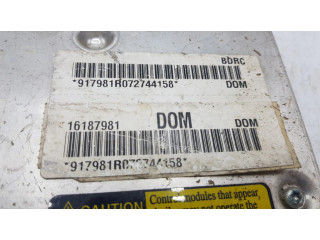 BDRC
*917981R072744158*
DOM
16187981 DOM DOM
*917981R072744158*
CAUTION
Control modules that appear